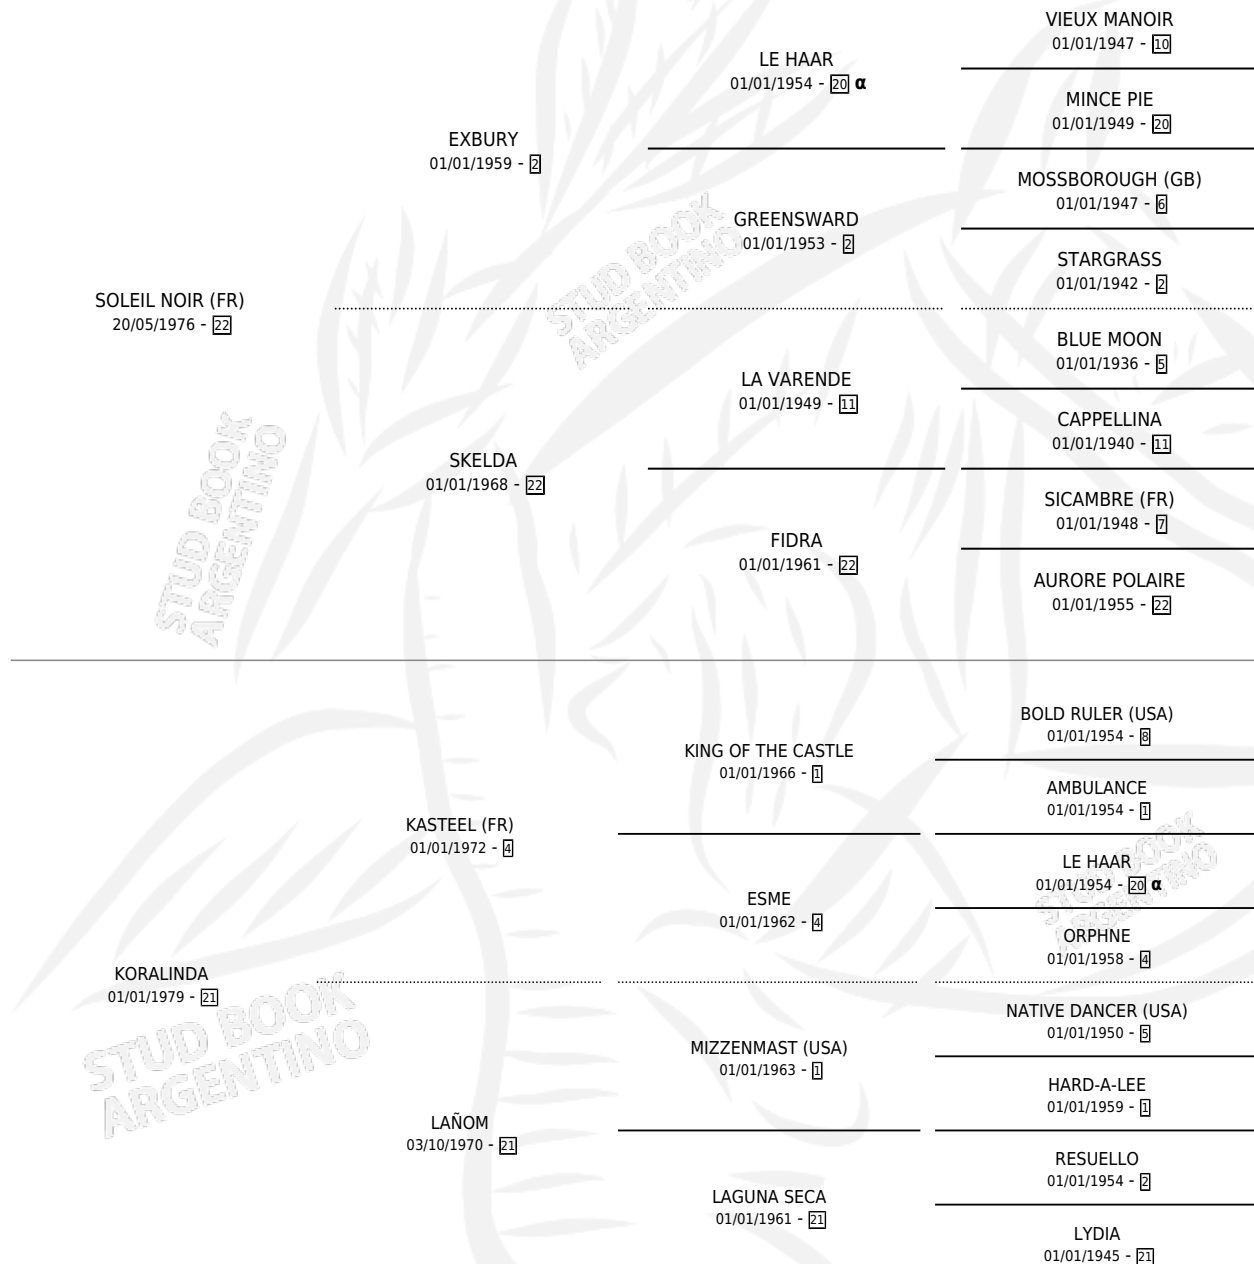 VIEUX MANOIR
01/01/1947 - 10
LE HAAR
01/01/1954 - 20 α
MINCE PIE
01/01/1949 - 20
EXBURY
01/01/1959 - 2
MOSSBOROUGH (GB)
01/01/1947 - 6
GREENSWARD
01/01/1953 - 2
STARGRASS
01/01/1942 - 2
SOLEIL NOIR (FR)
20/05/1976 - 22
BLUE MOON
01/01/1936 - 5
LA VARENDE
01/01/1949 - 11
CAPPELLINA
01/01/1940 - 11
SKELDA
01/01/1968 - 22
SICAMBRE (FR)
01/01/1948 - 7
FIDRA
01/01/1961 - 22
AURORE POLAIRE
01/01/1955 - 22
BOLD RULER (USA)
01/01/1954 - 8
KING OF THE CASTLE
01/01/1966 - 1
AMBULANCE
01/01/1954 - 1
KASTEEL (FR)
01/01/1972 - 4
LE HAAR
01/01/1954 - 20 α
ESME
01/01/1962 - 4
ORPHNE
01/01/1958 - 4
KORALINDA
01/01/1979 - 21
NATIVE DANCER (USA)
01/01/1950 - 5
MIZZENMAST (USA)
01/01/1963 - 1
HARD-A-LEE
01/01/1959 - 1
LAÑOM
03/10/1970 - 21
RESUELLO
01/01/1954 - 2
LAGUNA SECA
01/01/1961 - 21
LYDIA
01/01/1945 - 21
STUD BOOK
ARGENTINO
STUD BOOK
ARGENTINO
STUD BOOK
ARGENTINO
STUD BOOK
ARGENTINO